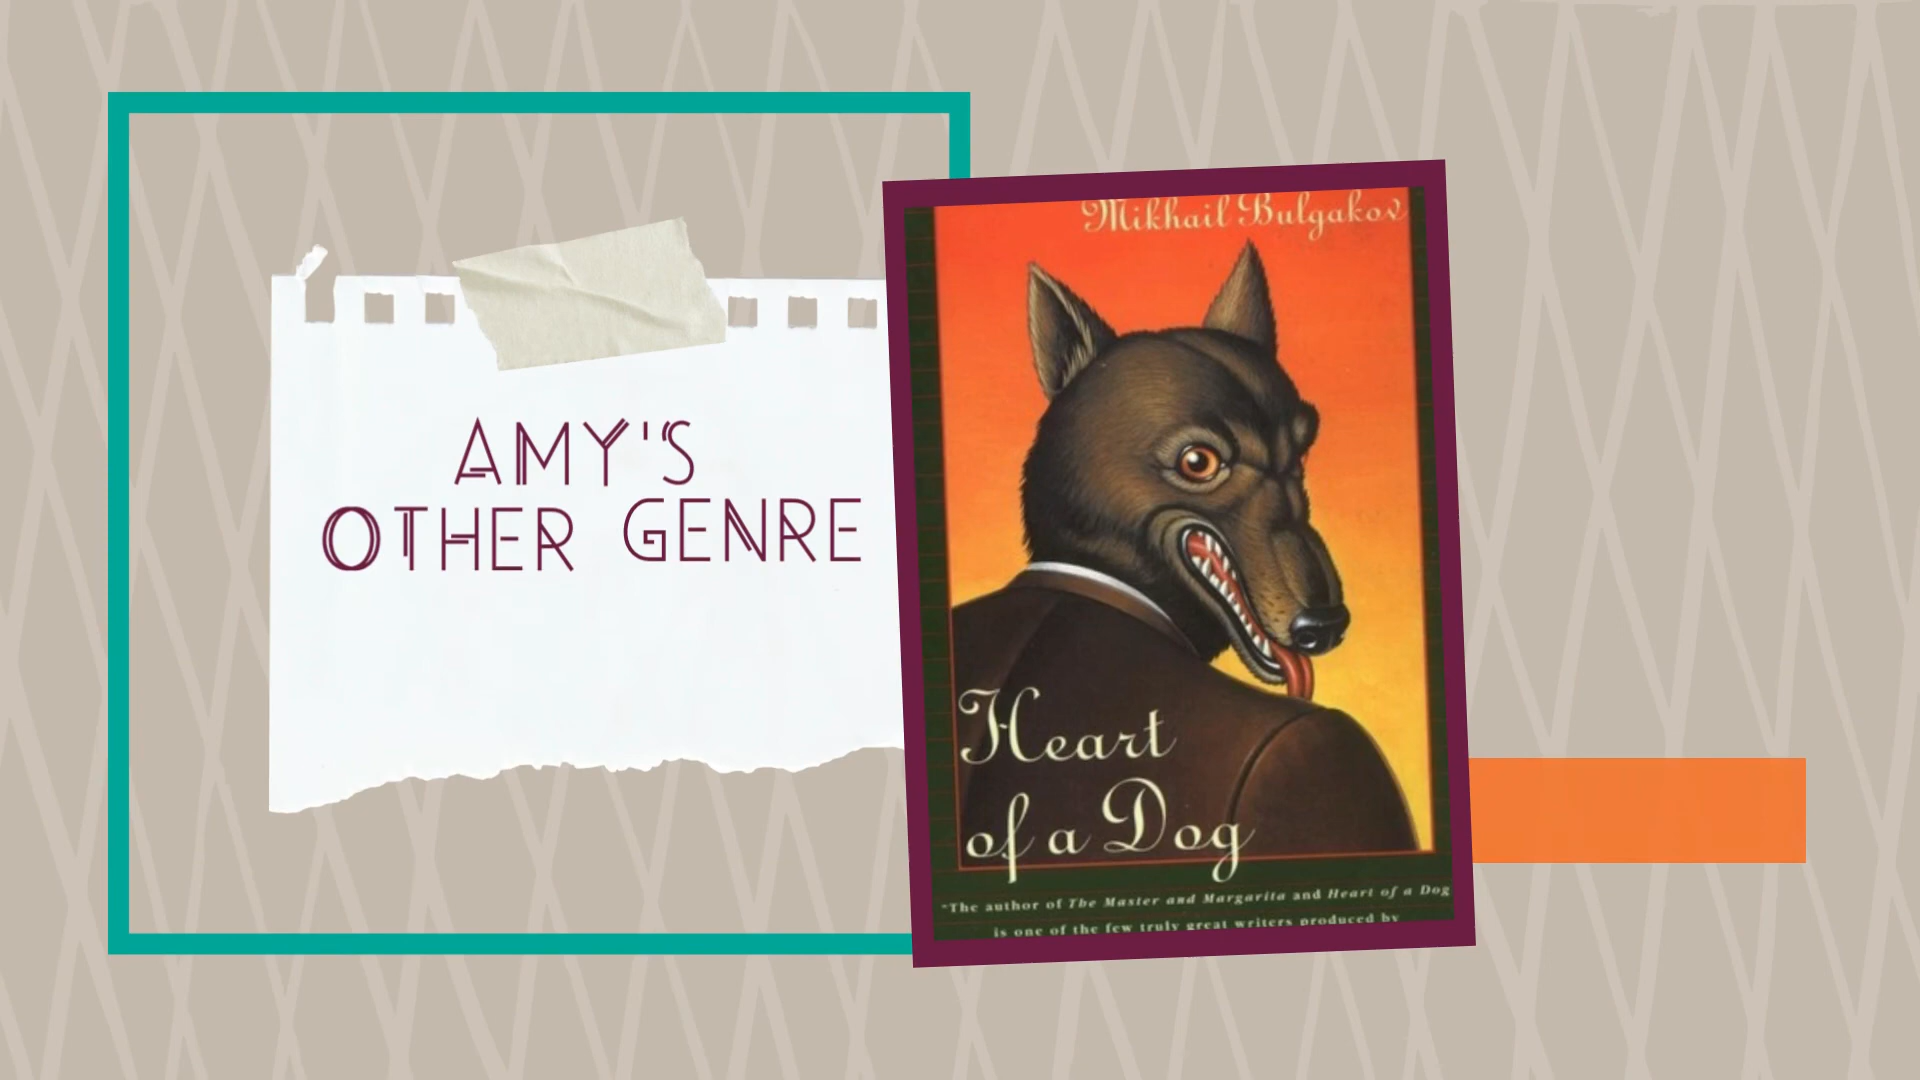 AMY'S
OTHER GENRE
Mikhail Bulgakov
Heart
of a Dog
"The author of The Master and Margarita and Heart of a Dog
is one of the few truly great writers produced by